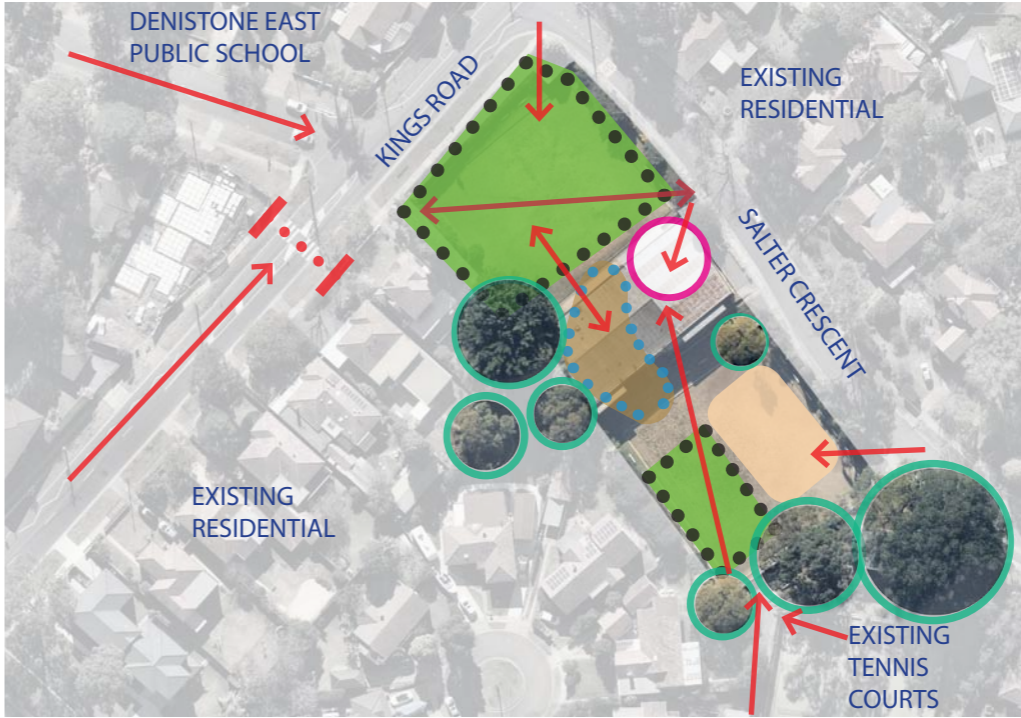 DENISTONE EAST
PUBLIC SCHOOL
KINGS ROAD
EXISTING
RESIDENTIAL
SALTER CRESCENT
EXISTING
RESIDENTIAL
EXISTING
TENNIS
COURTS